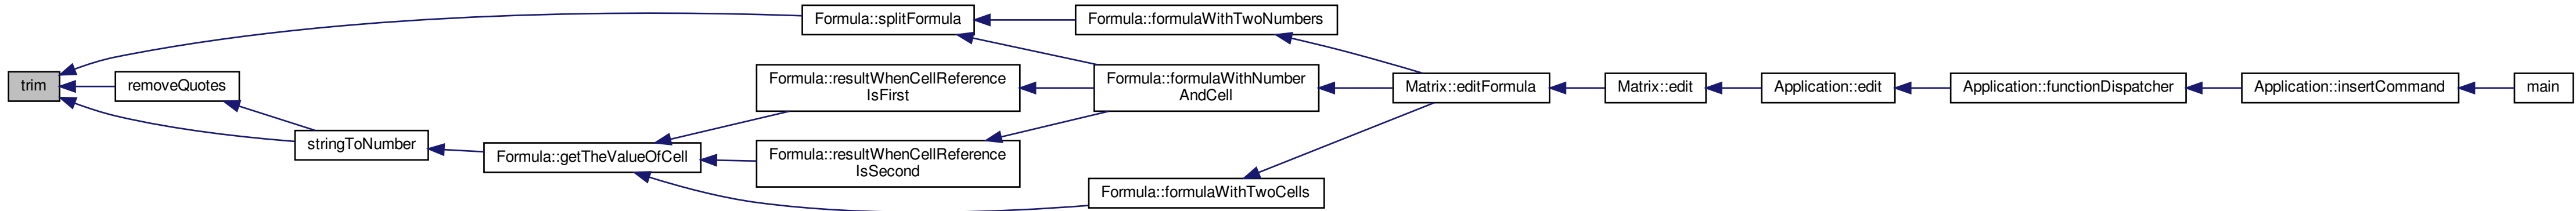 trim
removeQuotes
stringToNumber
Formula::getTheValueOfCell
Formula::splitFormula
Formula::resultWhenCellReference
IsFirst
Formula::resultWhenCellReference
IsSecond
Formula::formulaWithTwoNumbers
Formula::formulaWithNumber
AndCell
Formula::formulaWithTwoCells
Matrix::editFormula
Matrix::edit
Application::edit
Application::functionDispatcher
Application::insertCommand
main